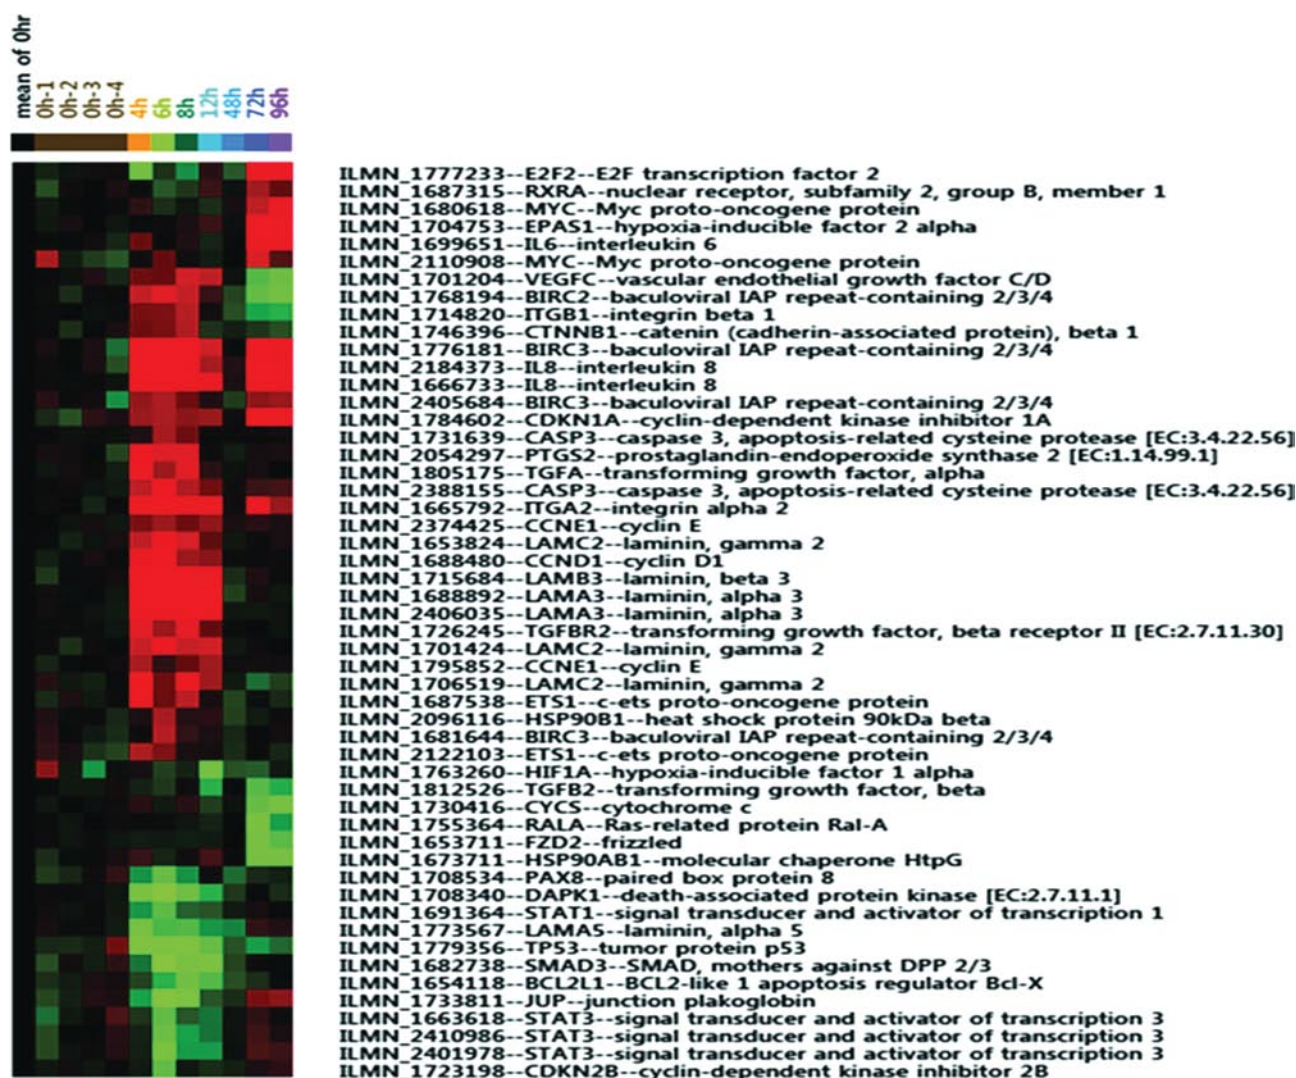 mean of 0hr
0h-1
0h-2
0h-3
0h-4
4h
6h
8h
12h
48h
72h
96h
ILMN_1777233--E2F2--E2F transcription factor 2
ILMN_1687315--RXRA--nuclear receptor, subfamily 2, group B, member 1
ILMN_1680618--MYC--Myc proto-oncogene protein
ILMN_1704753--EPAS1--hypoxia-inducible factor 2 alpha
ILMN_1699651--IL6--interleukin 6
ILMN_2110908--MYC--Myc proto-oncogene protein
ILMN_1701204--VEGFC--vascular endothelial growth factor C/D
ILMN_1768194--BIRC2--baculoviral IAP repeat-containing 2/3/4
ILMN_1714820--ITGB1--integrin beta 1
ILMN_1746396--CTNNB1--catenin (cadherin-associated protein), beta 1
ILMN_1776181--BIRC3--baculoviral IAP repeat-containing 2/3/4
ILMN_2184373--IL8--interleukin 8
ILMN_1666733--IL8--interleukin 8
ILMN_2405684--BIRC3--baculoviral IAP repeat-containing 2/3/4
ILMN_1784602--CDKN1A--cyclin-dependent kinase inhibitor 1A
ILMN_1731639--CASP3--caspase 3, apoptosis-related cysteine protease [EC:3.4.22.56]
ILMN_2054297--PTGS2--prostaglandin-endoperoxide synthase 2 [EC:1.14.99.1]
ILMN_1805175--TGFA--transforming growth factor, alpha
ILMN_2388155--CASP3--caspase 3, apoptosis-related cysteine protease [EC:3.4.22.56]
ILMN_1665792--ITGA2--integrin alpha 2
ILMN_2374425--CCNE1--cyclin E
ILMN_1653824--LAMC2--laminin, gamma 2
ILMN_1688480--CCND1--cyclin D1
ILMN_1715684--LAMB3--laminin, beta 3
ILMN_1688892--LAMA3--laminin, alpha 3
ILMN_2406035--LAMA3--laminin, alpha 3
ILMN_1726245--TGFBR2--transforming growth factor, beta receptor II [EC:2.7.11.30]
ILMN_1701424--LAMC2--laminin, gamma 2
ILMN_1795852--CCNE1--cyclin E
ILMN_1706519--LAMC2--laminin, gamma 2
ILMN_1687538--ETS1--c-ets proto-oncogene protein
ILMN_2096116--HSP90B1--heat shock protein 90kDa beta
ILMN_1681644--BIRC3--baculoviral IAP repeat-containing 2/3/4
ILMN_2122103--ETS1--c-ets proto-oncogene protein
ILMN_1763260--HIF1A--hypoxia-inducible factor 1 alpha
ILMN_1812526--TGFB2--transforming growth factor, beta
ILMN_1730416--CYCS--cytochrome c
ILMN_1755364--RALA--Ras-related protein Ral-A
ILMN_1653711--FZD2--frizzled
ILMN_1673711--HSP90AB1--molecular chaperone HtpG
ILMN_1708534--PAX8--paired box protein 8
ILMN_1708340--DAPK1--death-associated protein kinase [EC:2.7.11.1]
ILMN_1691364--STAT1--signal transducer and activator of transcription 1
ILMN_1773567--LAMA5--laminin, alpha 5
ILMN_1779356--TP53--tumor protein p53
ILMN_1682738--SMAD3--SMAD, mothers against DPP 2/3
ILMN_1654118--BCL2L1--BCL2-like 1 apoptosis regulator Bcl-X
ILMN_1733811--JUP--junction plakoglobin
ILMN_1663618--STAT3--signal transducer and activator of transcription 3
ILMN_2410986--STAT3--signal transducer and activator of transcription 3
ILMN_2401978--STAT3--signal transducer and activator of transcription 3
ILMN_1723198--CDKN2B--cyclin-dependent kinase inhibitor 2B